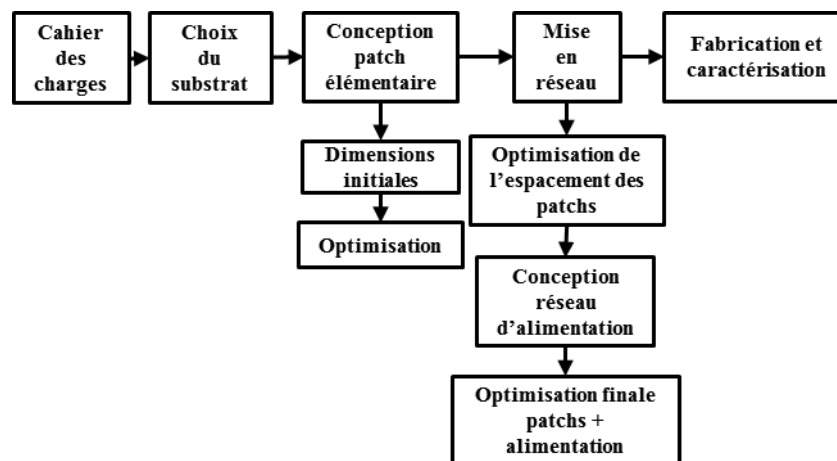 Cahier
des
charges
Choix
du
substrat
Conception
patch
élémentaire
Mise
en
réseau
Fabrication et
caractérisation
Dimensions
initiales
Optimisation
Optimisation de
l'espacement des
patchs
Conception
réseau
d'alimentation
Optimisation finale
patchs +
alimentation